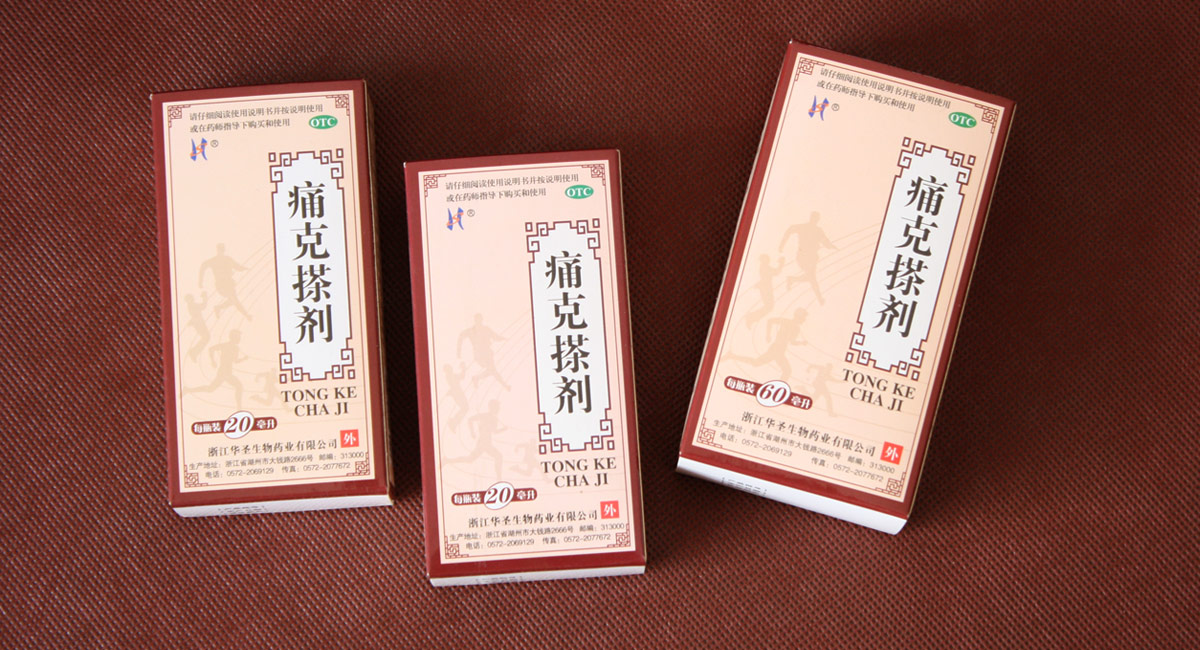 请仔细阅读使用说明书并按说明使用
或在药师指导下购买和使用
OTC
®
痛克搽剂
TONG KE
CHA JI
每瓶装20毫升
浙江华圣生物药业有限公司
外
生产地址：浙江省湖州市大钱路2666号 邮编：313000
电话：0572-2069129 传真：0572-2077672
请仔细阅读使用说明书并按说明使用
或在药师指导下购买和使用
OTC
®
痛克搽剂
TONG KE
CHA JI
每瓶装20毫升
浙江华圣生物药业有限公司
外
生产地址：浙江省湖州市大钱路2666号 邮编：313000
电话：0572-2069129 传真：0572-2077672
请仔细阅读使用说明书并按说明使用
或在药师指导下购买和使用
OTC
®
痛克搽剂
TONG KE
CHA JI
每瓶装60毫升
浙江华圣生物药业有限公司
外
生产地址：浙江省湖州市大钱路2666号 邮编：313000
电话：0572-2069129 传真：0572-2077672